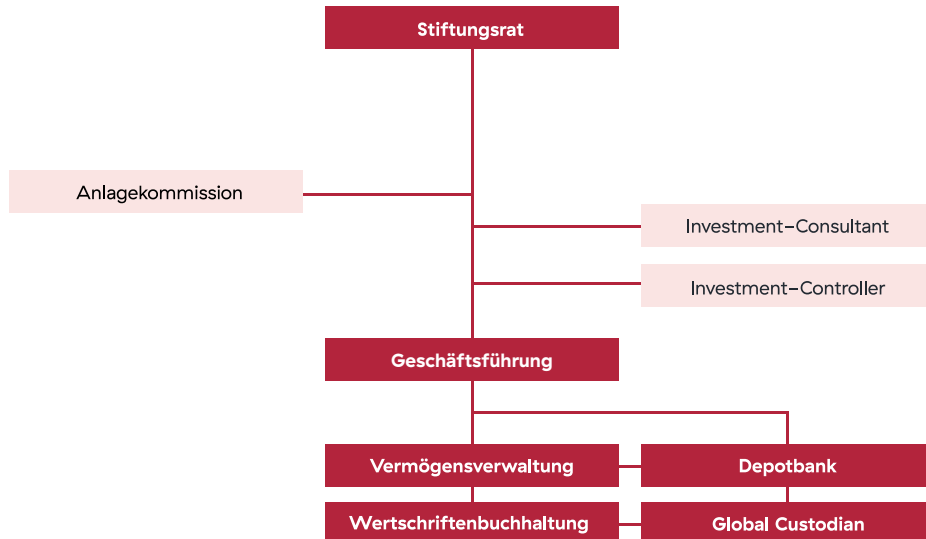 Stiftungsrat
Anlagekommission
Investment–Consultant
Investment–Controller
Geschäftsführung
Vermögensverwaltung
Depotbank
Wertschriftenbuchhaltung
Global Custodian